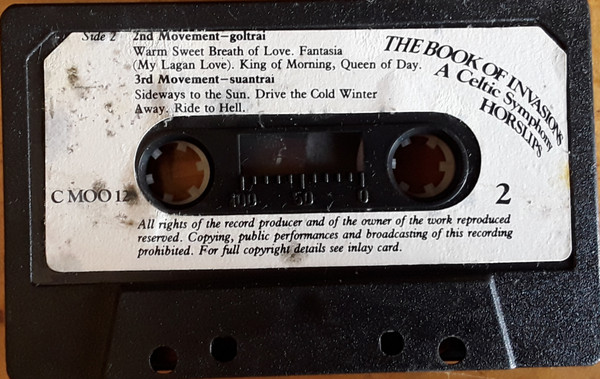 Side 2 2nd Movement—goltrai
Warm Sweet Breath of Love. Fantasia
(My Lagan Love). King of Morning, Queen of Day.
3rd Movement—suantrai
Sideways to the Sun. Drive the Cold Winter
Away. Ride to Hell.
THE BOOK OF INVASIONS
A Celtic Symphony
HORSLIPS
100 50 0
C MOO 12
2
All rights of the record producer and of the owner of the work reproduced
reserved. Copying, public performances and broadcasting of this recording
prohibited. For full copyright details see inlay card.